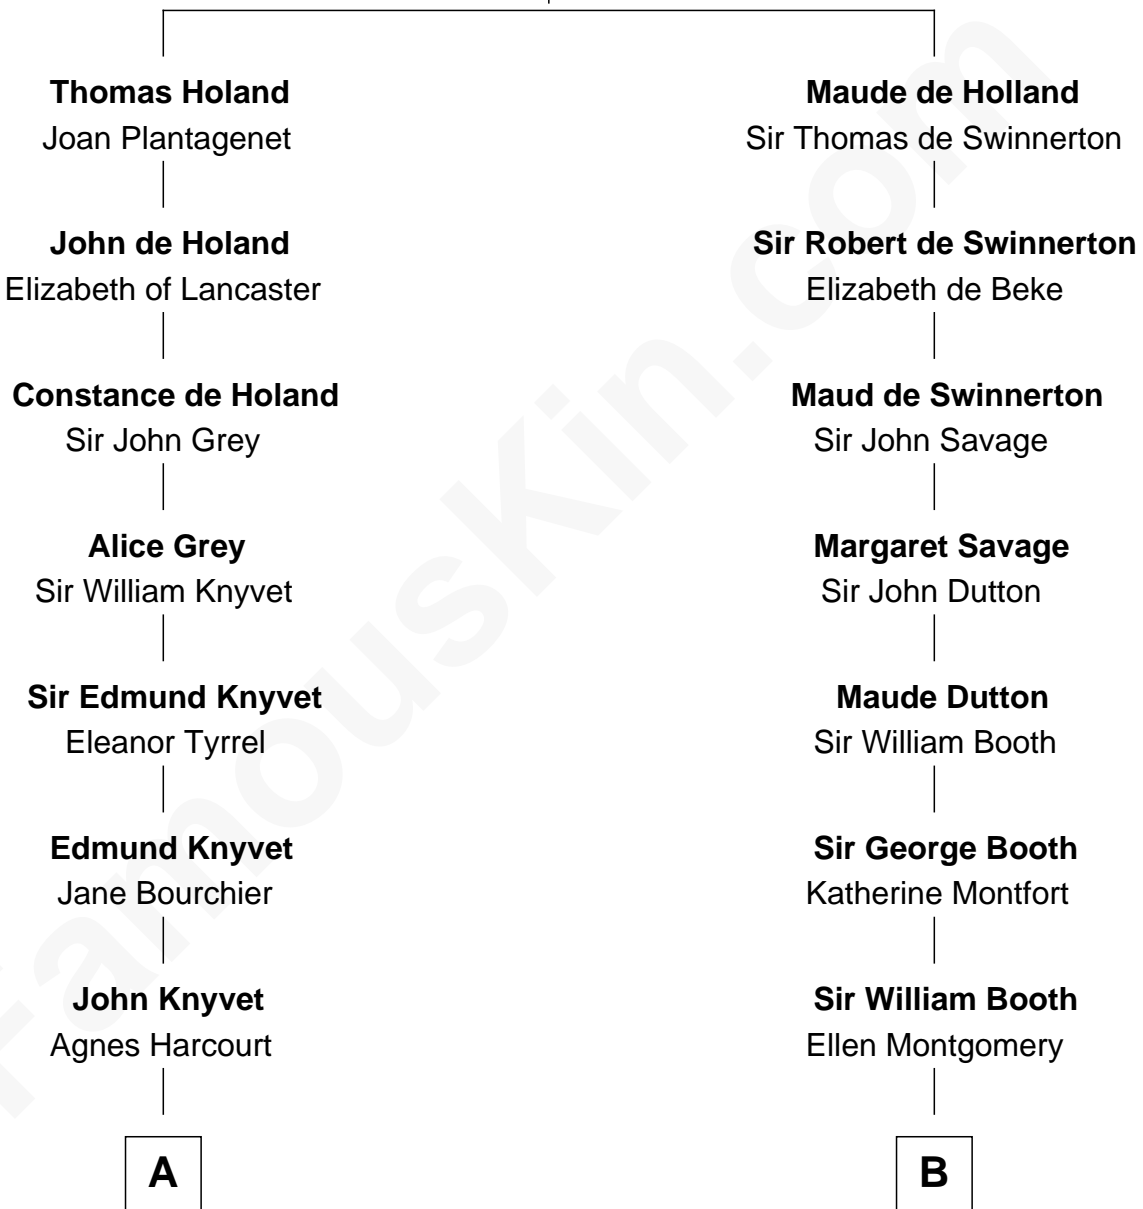 Thomas Holand
Joan Plantagenet
John de Holand
Elizabeth of Lancaster
Constance de Holand
Sir John Grey
Alice Grey
Sir William Knyvet
Sir Edmund Knyvet
Eleanor Tyrrel
Edmund Knyvet
Jane Bourchier
John Knyvet
Agnes Harcourt
A
Maude de Holland
Sir Thomas de Swinnerton
Sir Robert de Swinnerton
Elizabeth de Beke
Maud de Swinnerton
Sir John Savage
Margaret Savage
Sir John Dutton
Maude Dutton
Sir William Booth
Sir George Booth
Katherine Montfort
Sir William Booth
Ellen Montgomery
B
FamousKin.com